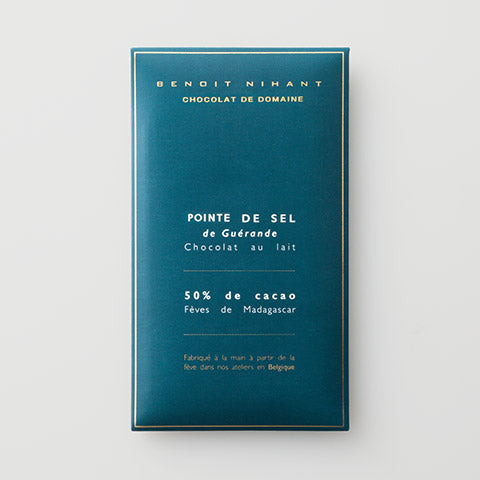 BENOIT NIHANT
CHOCOLAT DE DOMAINE
POINTE DE SEL
de Guérande
Chocolat au lait
50% de cacao
Fèves de Madagascar
Fabriqué à la main à partir de la
fève dans nos ateliers en Belgique